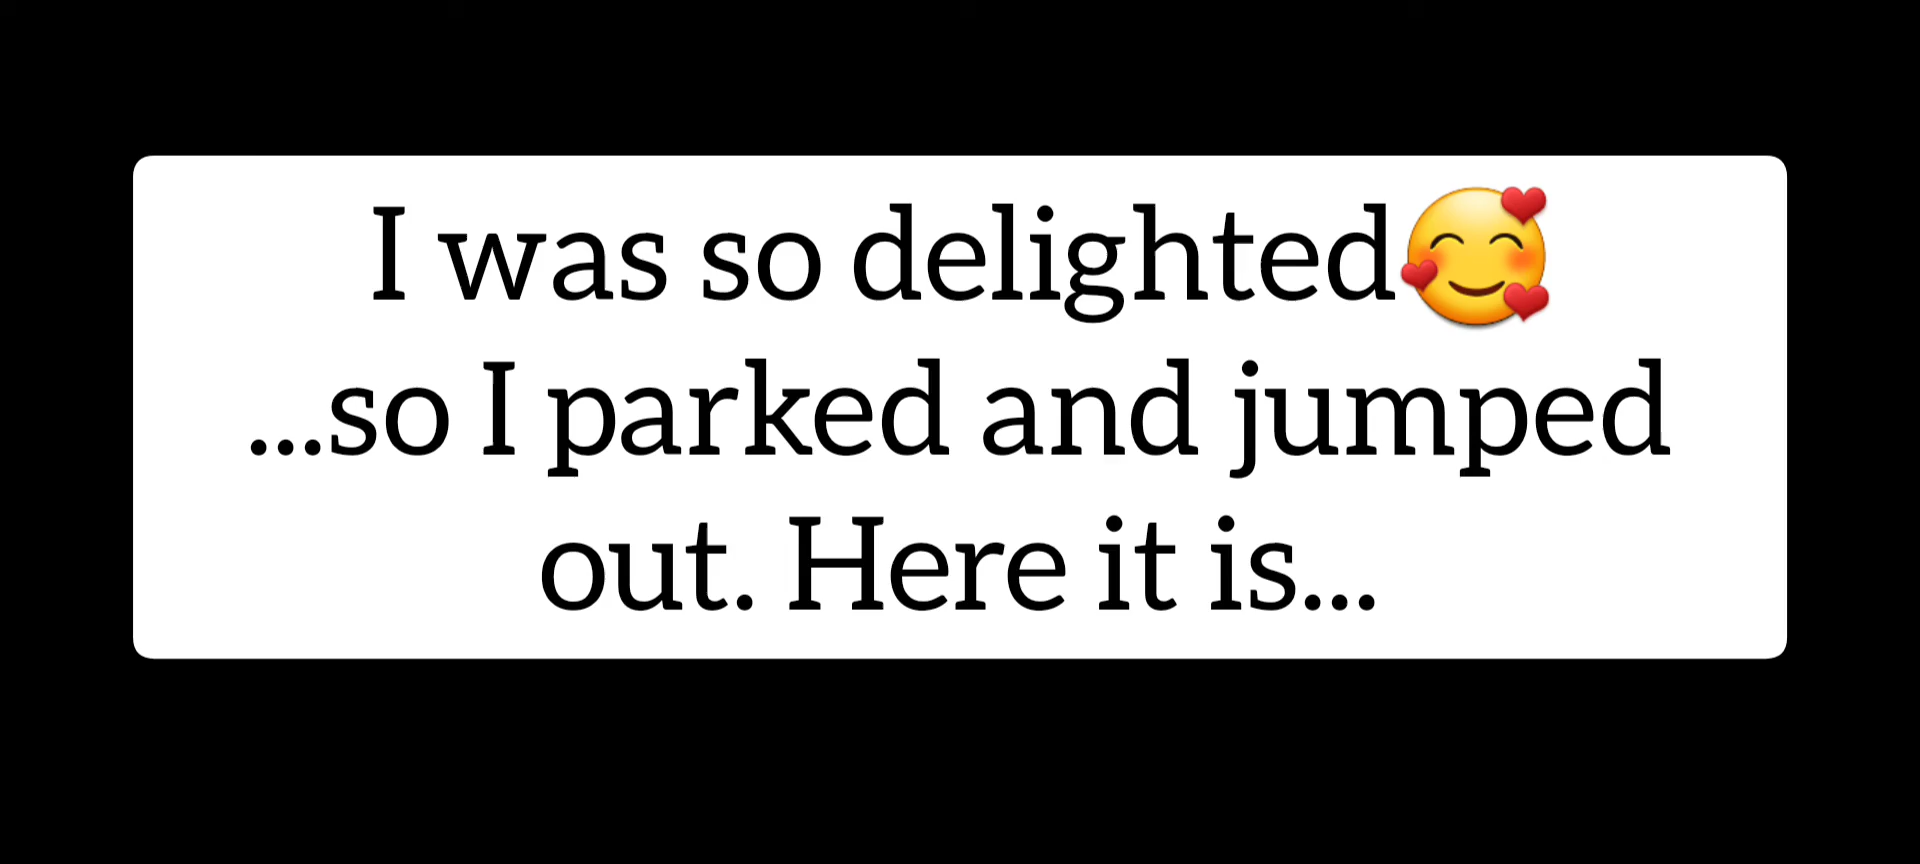 I was so delighted🥰
...so I parked and jumped
out. Here it is...